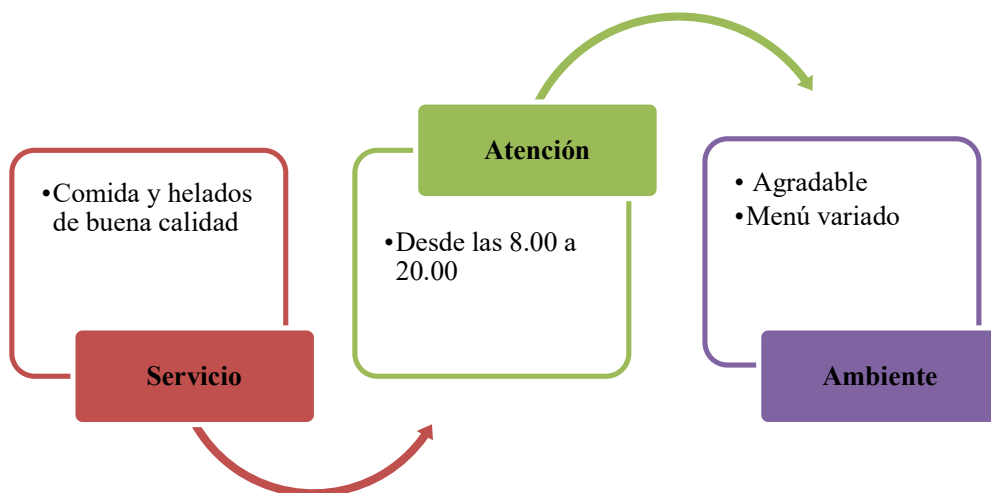 •Comida y helados
de buena calidad
Servicio
Atención
•Desde las 8.00 a
20.00
• Agradable
•Menú variado
Ambiente